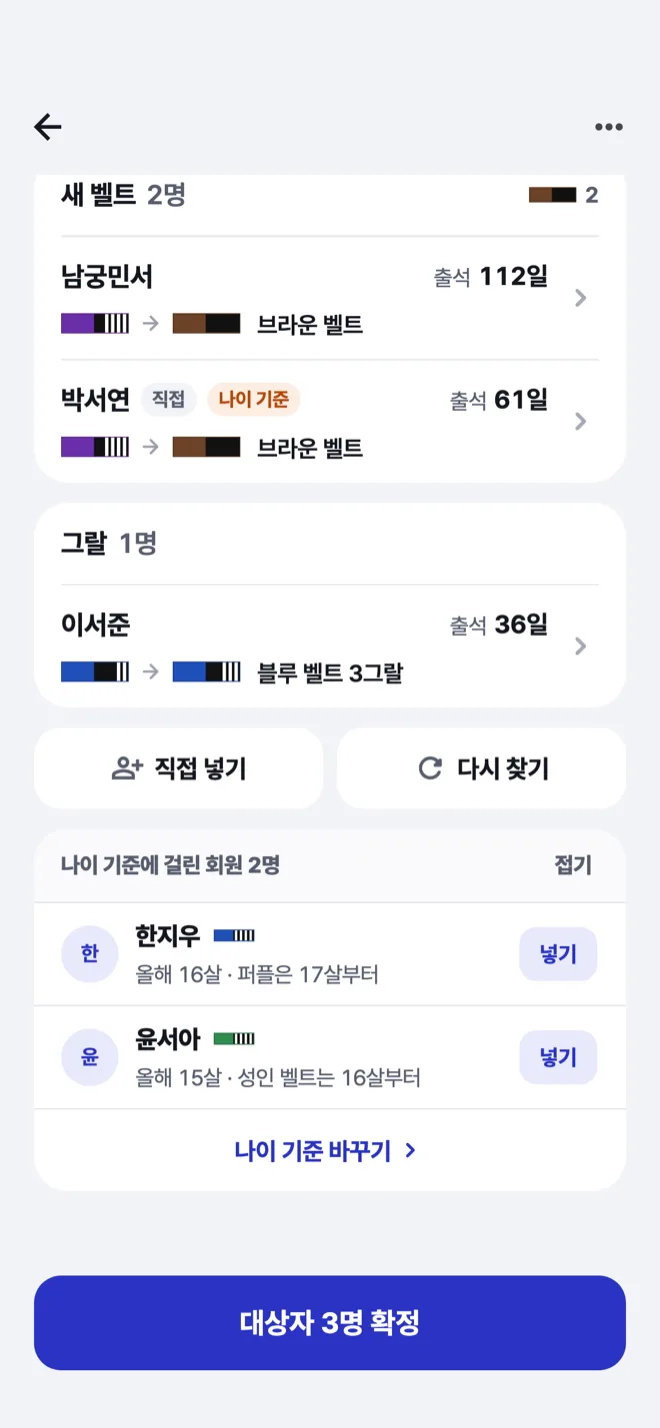 새 벨트 2명 2
남궁민서 출석 112일
→ 브라운 벨트
박서연 직접 나이 기준 출석 61일
→ 브라운 벨트
그랄 1명
이서준 출석 36일
→ 블루 벨트 3그랄
직접 넣기 다시 찾기
나이 기준에 걸린 회원 2명 접기
한 한지우 넣기
올해 16살 · 퍼플은 17살부터
윤 윤서아 넣기
올해 15살 · 성인 벨트는 16살부터
나이 기준 바꾸기
대상자 3명 확정